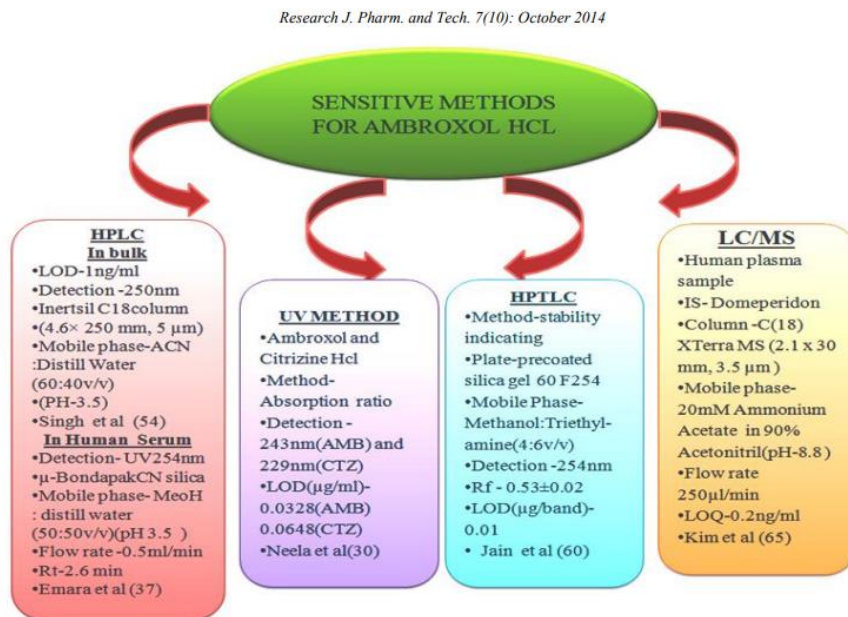 Research J. Pharm. and Tech. 7(10): October 2014
SENSITIVE METHODS
FOR AMBROXOL HCL
HPLC
In bulk
•LOD-1ng/ml
•Detection -250nm
•Inertsil C18column
•(4.6× 250 mm, 5 µm)
•Mobile phase-ACN
:Distill Water
(60:40v/v)
•(PH-3.5)
•Singh et al (54)
In Human Serum
•Detection- UV254nm
•µ-BondapakCN silica
•Mobile phase- MeoH
: distill water
(50:50v/v)(pH 3.5 )
•Flow rate -0.5ml/min
•Rt-2.6 min
•Emara et al (37)
UV METHOD
•Ambroxol and
Citrizine Hcl
•Method-
Absorption ratio
•Detection -
243nm(AMB) and
229nm(CTZ)
•LOD(µg/ml)-
0.0328(AMB)
0.0648(CTZ)
•Neela et al(30)
HPTLC
•Method-stability
indicating
•Plate-precoated
silica gel 60 F254
•Mobile Phase-
Methanol:Triethyl-
amine(4:6v/v)
•Detection -254nm
•Rf - 0.53±0.02
•LOD(µg/band)-
0.01
• Jain et al (60)
LC/MS
•Human plasma
sample
•IS- Domeperidon
•Column -C(18)
XTerra MS (2.1 x 30
mm, 3.5 µm )
•Mobile phase-
20mM Ammonium
Acetate in 90%
Acetonitril(pH-8.8 )
•Flow rate
250µl/min
•LOQ-0.2ng/ml
•Kim et al (65)